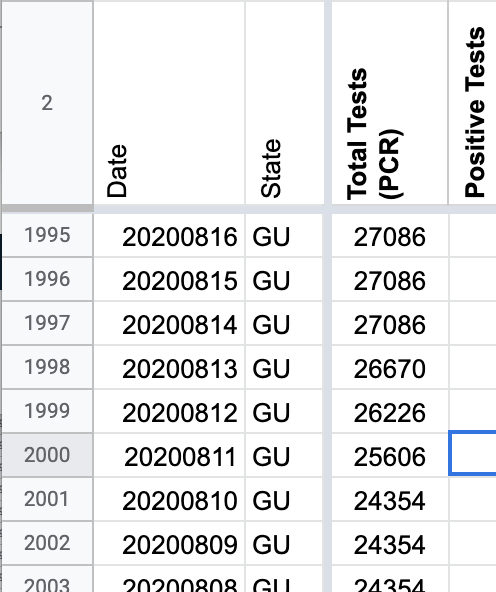 2 Date State Total Tests (PCR) Positive Tests
1995 20200816 GU 27086
1996 20200815 GU 27086
1997 20200814 GU 27086
1998 20200813 GU 26670
1999 20200812 GU 26226
2000 20200811 GU 25606
2001 20200810 GU 24354
2002 20200809 GU 24354
2003 20200808 GU 24354